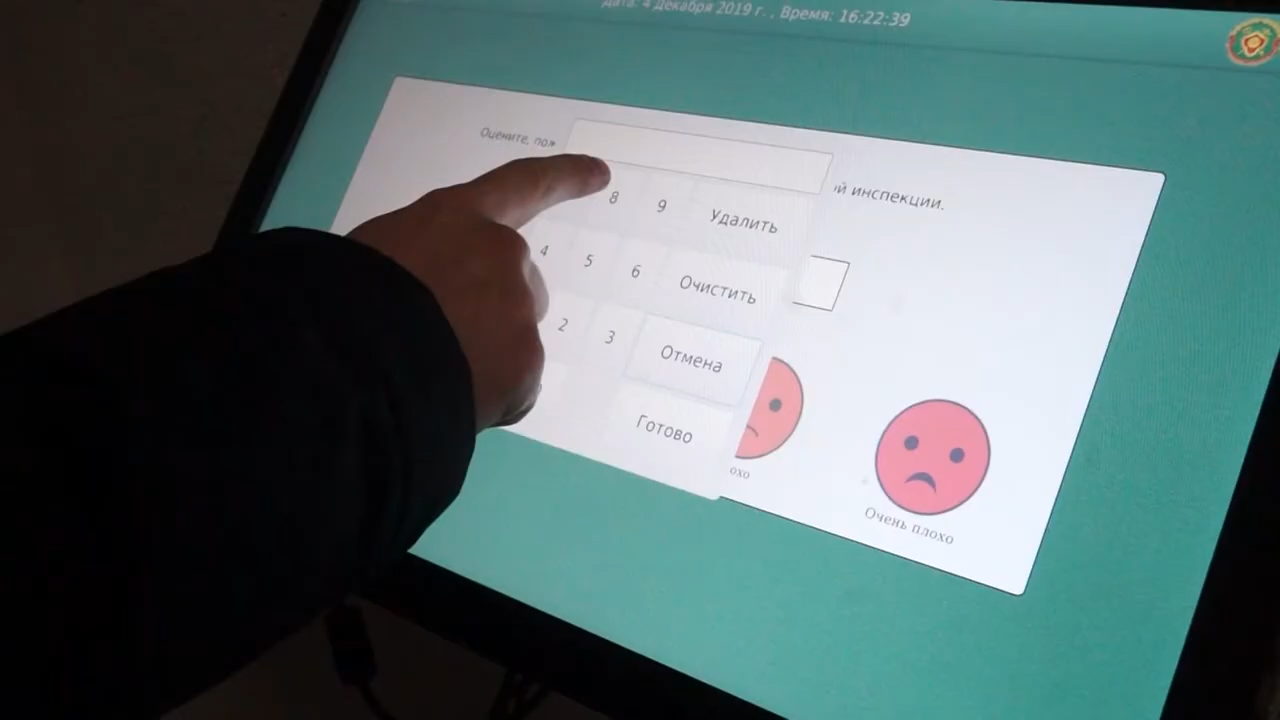 Дата: 4 Декабря 2019 г. , Время: 16:22:39
Оцените,
инспекции.
8 9 Удалить
4 5 6 Очистить
2 3 Отмена
Готово
Очень плохо